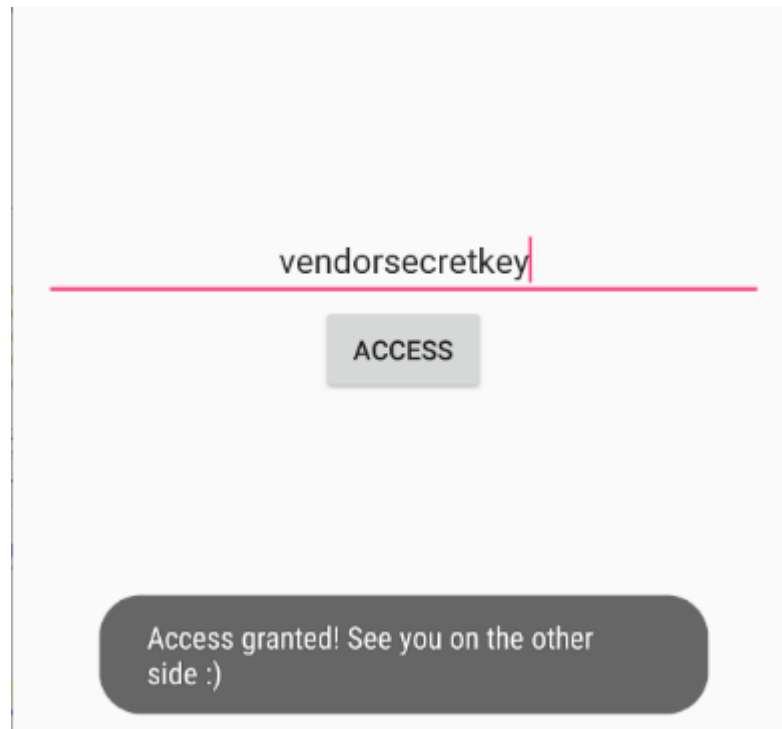 vendorsecretkey
ACCESS
Access granted! See you on the other
side :)